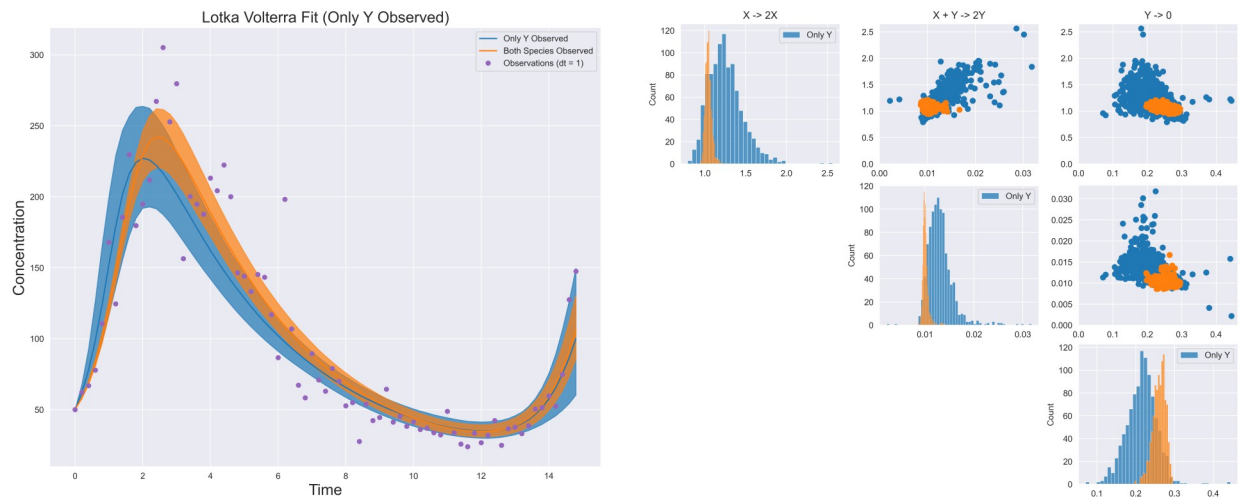 Lotka Volterra Fit (Only Y Observed)
Only Y Observed
Both Species Observed
Observations (dt = 1)
Concentration
300
250
200
150
100
50
0 2 4 6 8 10 12 14
Time
X -> 2X
Only Y
Count
120
100
80
60
40
20
0
1.0 1.5 2.0 2.5
X + Y -> 2Y
2.5
2.0
1.5
1.0
0.5
0.0
0.00 0.01 0.02 0.03
Y -> 0
2.5
2.0
1.5
1.0
0.5
0.0
0.0 0.1 0.2 0.3 0.4
Only Y
Count
120
100
80
60
40
20
0
0.01 0.02 0.03
0.030
0.025
0.020
0.015
0.010
0.005
0.000
0.0 0.1 0.2 0.3 0.4
Only Y
Count
120
100
80
60
40
20
0
0.1 0.2 0.3 0.4